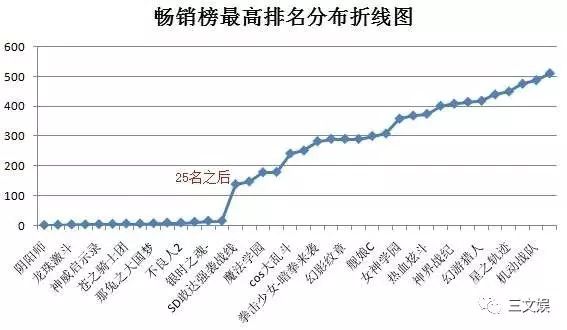 畅销榜最高排名分布折线图
600
500
400
300
200
100
0
25名之后
阴阳师
龙珠激斗
神威启示录
苍之骑士团
那兔之大国梦
不良人2
银时之魂-
SD敢达强袭战线
魔法学园
cos大乱斗
拳击少女-皓拳来袭
幻影纹章
舰娘C
女神学园
热血炫斗
神界战纪
幻游猎人
星之轨迹
机动战队
三文娱